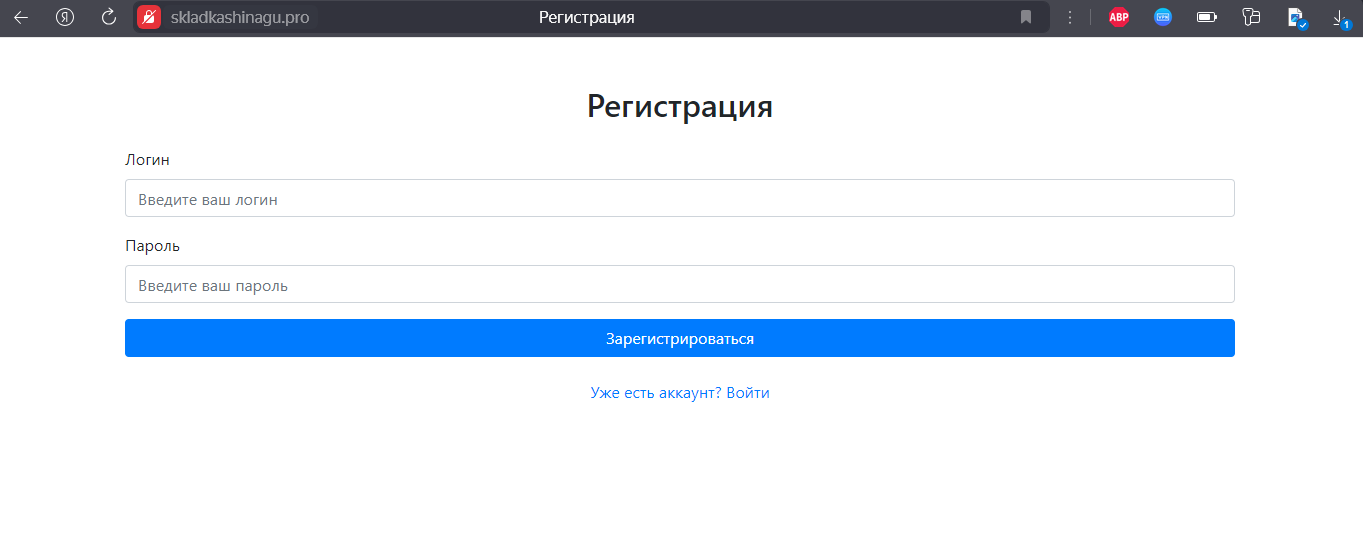 Я skladkashinagu.pro Регистрация ABP VPN 1
Регистрация
Логин
Введите ваш логин
Пароль
Введите ваш пароль
Зарегистрироваться
Уже есть аккаунт? Войти